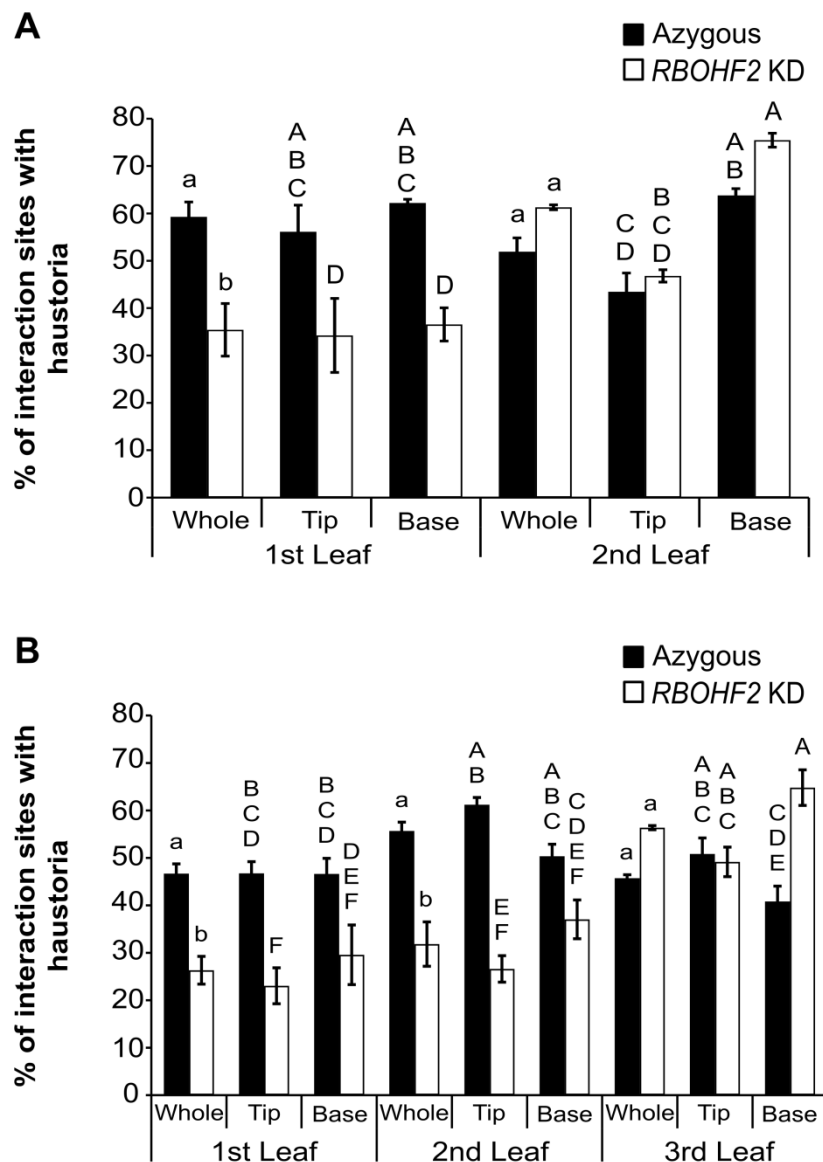 A
Azygous
RBOHF2 KD
% of interaction sites with
haustoria
80
70
60
50
40
30
20
10
0
a
b
A
B
C
D
A
B
C
D
a
a
C
D
B
C
D
A
B
A
Whole
Tip
Base
Whole
Tip
Base
1st Leaf
2nd Leaf
B
Azygous
RBOHF2 KD
% of interaction sites with
haustoria
80
70
60
50
40
30
20
10
0
a
b
B
C
D
F
B
C
D
D
E
F
a
b
A
B
E
F
A
B
C
C
D
E
F
a
a
A
B
C
A
B
C
C
D
E
A
Whole
Tip
Base
Whole
Tip
Base
Whole
Tip
Base
1st Leaf
2nd Leaf
3rd Leaf